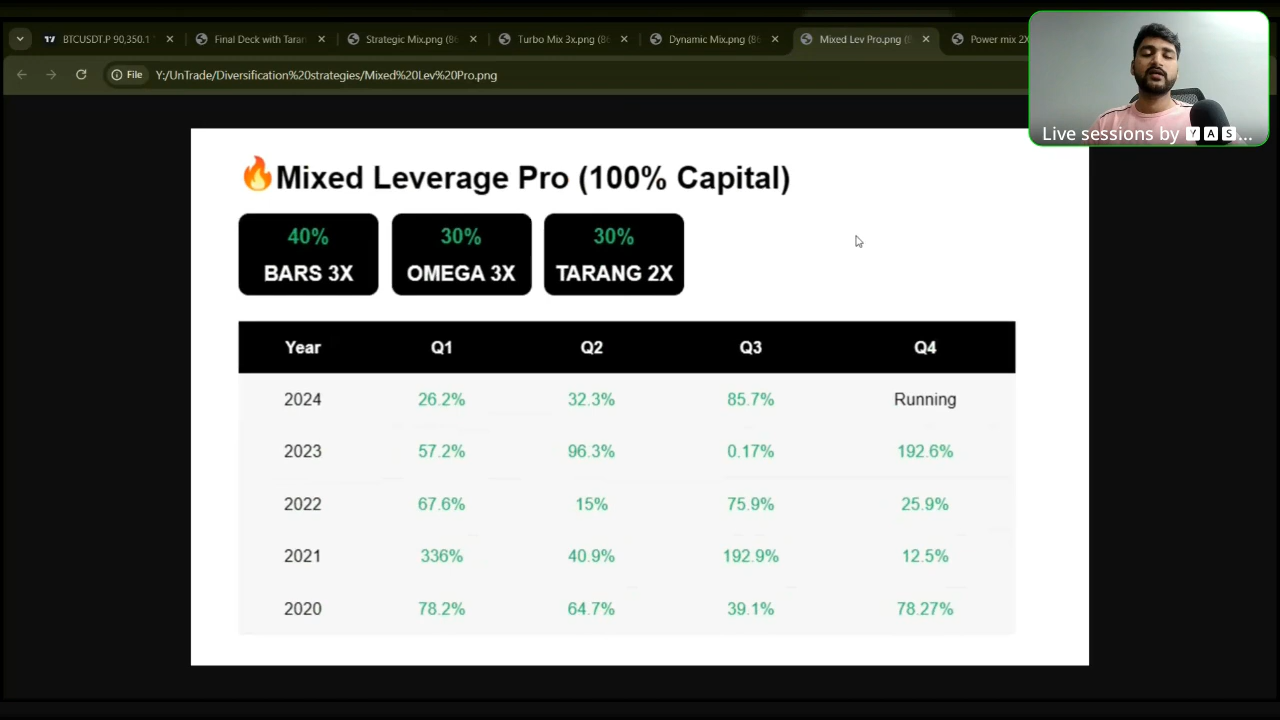 BTCUSDT.P 90,350.1
Final Deck with Taran
Strategic Mix.png (8
Turbo Mix 3x.png (8
Dynamic Mix.png (8
Mixed Lev Pro.png (
Power mix 2X
File
Y:/UnTrade/Diversification%20strategies/Mixed%20Lev%20Pro.png
Live sessions by YAS...
🔥Mixed Leverage Pro (100% Capital)
40% 30% 30%
BARS 3X OMEGA 3X TARANG 2X
Year Q1 Q2 Q3 Q4
2024 26.2% 32.3% 85.7% Running
2023 57.2% 96.3% 0.17% 192.6%
2022 67.6% 15% 75.9% 25.9%
2021 336% 40.9% 192.9% 12.5%
2020 78.2% 64.7% 39.1% 78.27%